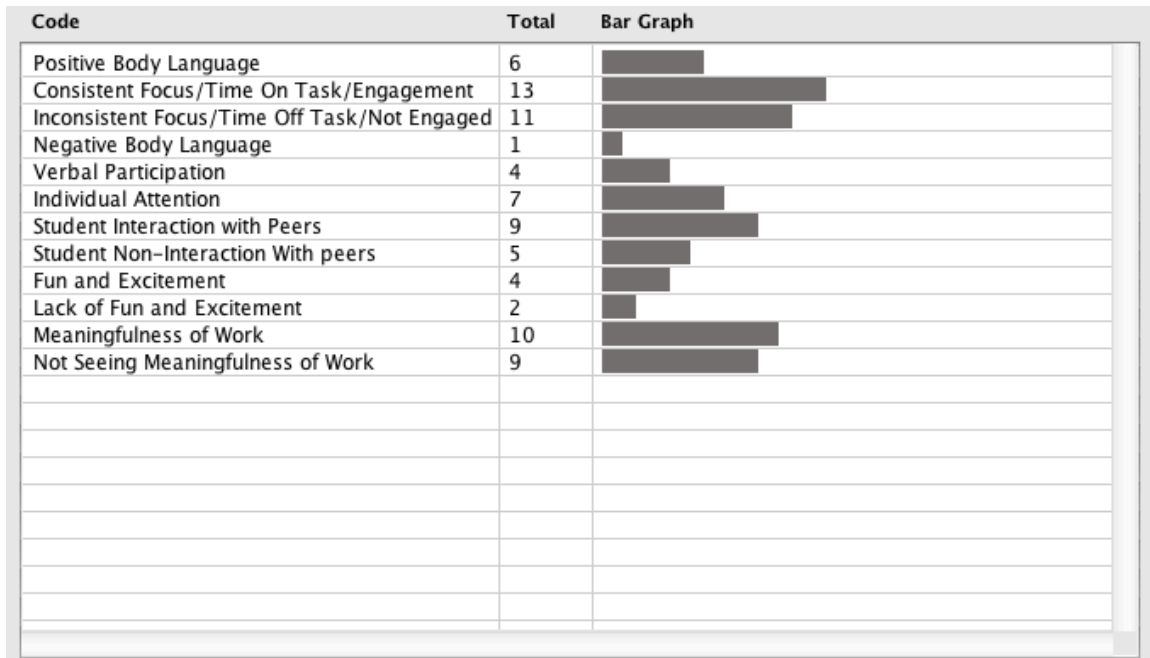 Code Total Bar Graph
Positive Body Language 6
Consistent Focus/Time On Task/Engagement 13
Inconsistent Focus/Time Off Task/Not Engaged 11
Negative Body Language 1
Verbal Participation 4
Individual Attention 7
Student Interaction with Peers 9
Student Non-Interaction With peers 5
Fun and Excitement 4
Lack of Fun and Excitement 2
Meaningfulness of Work 10
Not Seeing Meaningfulness of Work 9